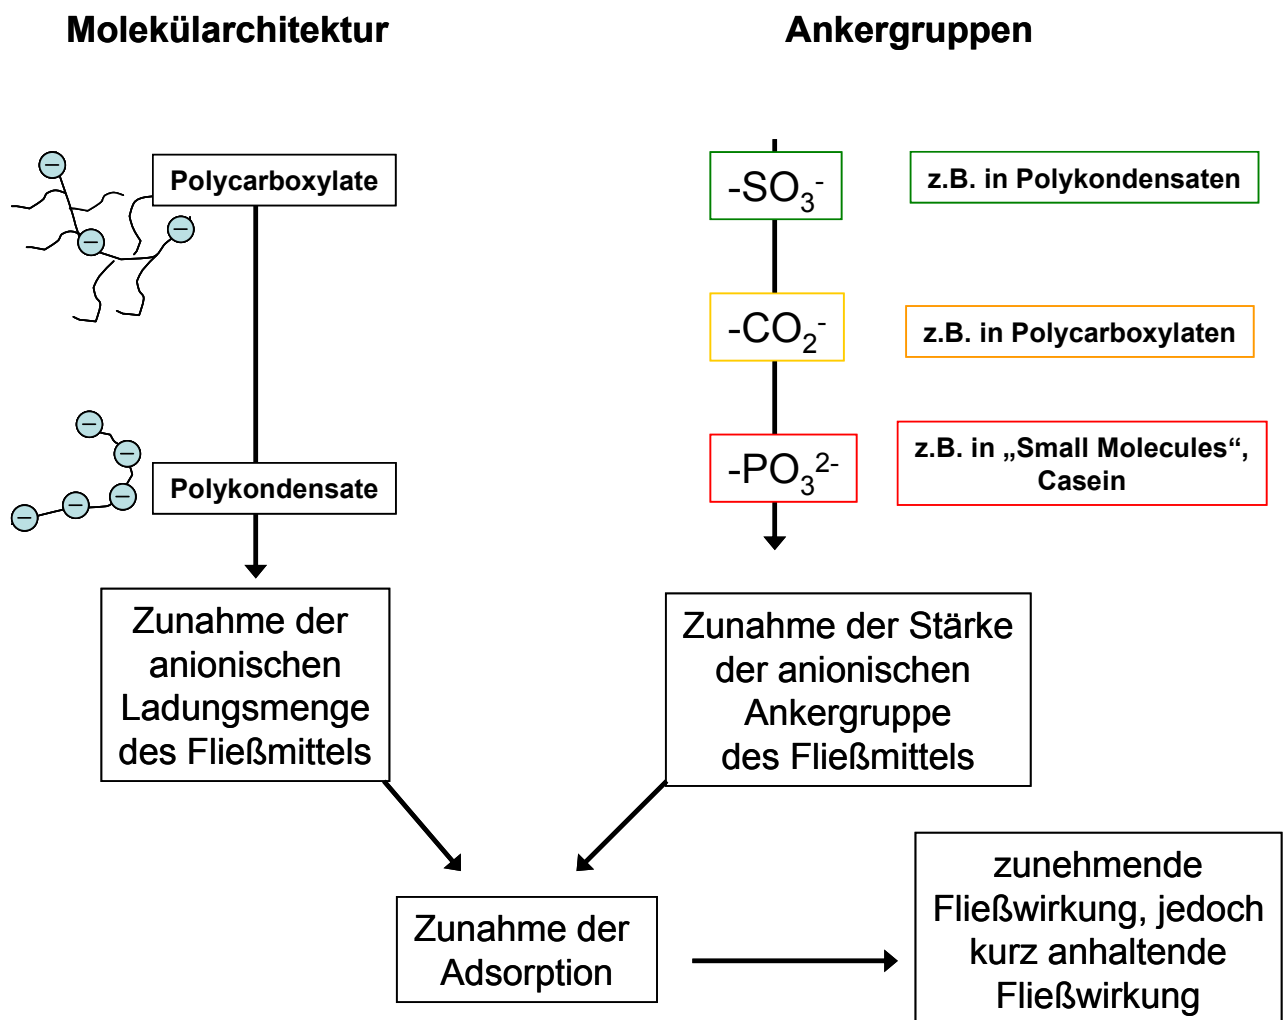 Molekülarchitektur
Ankergruppen
Polycarboxylate
Polykondensate
Zunahme der
anionischen
Ladungsmenge
des Fließmittels
-SO₃⁻
z.B. in Polykondensaten
-CO₂⁻
z.B. in Polycarboxylaten
-PO₃²⁻
z.B. in „Small Molecules“,
Casein
Zunahme der Stärke
der anionischen
Ankergruppe
des Fließmittels
Zunahme der
Adsorption
zunehmende
Fließwirkung, jedoch
kurz anhaltende
Fließwirkung